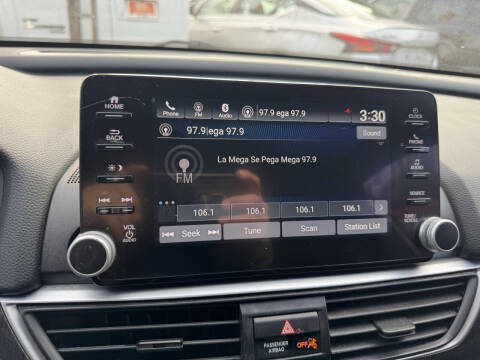 HOME
Phone FM Audio 97.9|ega 97.9 3:30
CLOCK
BACK
97.9|ega 97.9 Sound
PHONE
La Mega Se Pega Mega 97.9
FM
AUDIO
SOURCE
106.1 106.1 106.1 106.1
VOL
AUDIO
Seek Tune Scan Station List
TUNE/
SCROLL
PASSENGER
AIRBAG
OFF